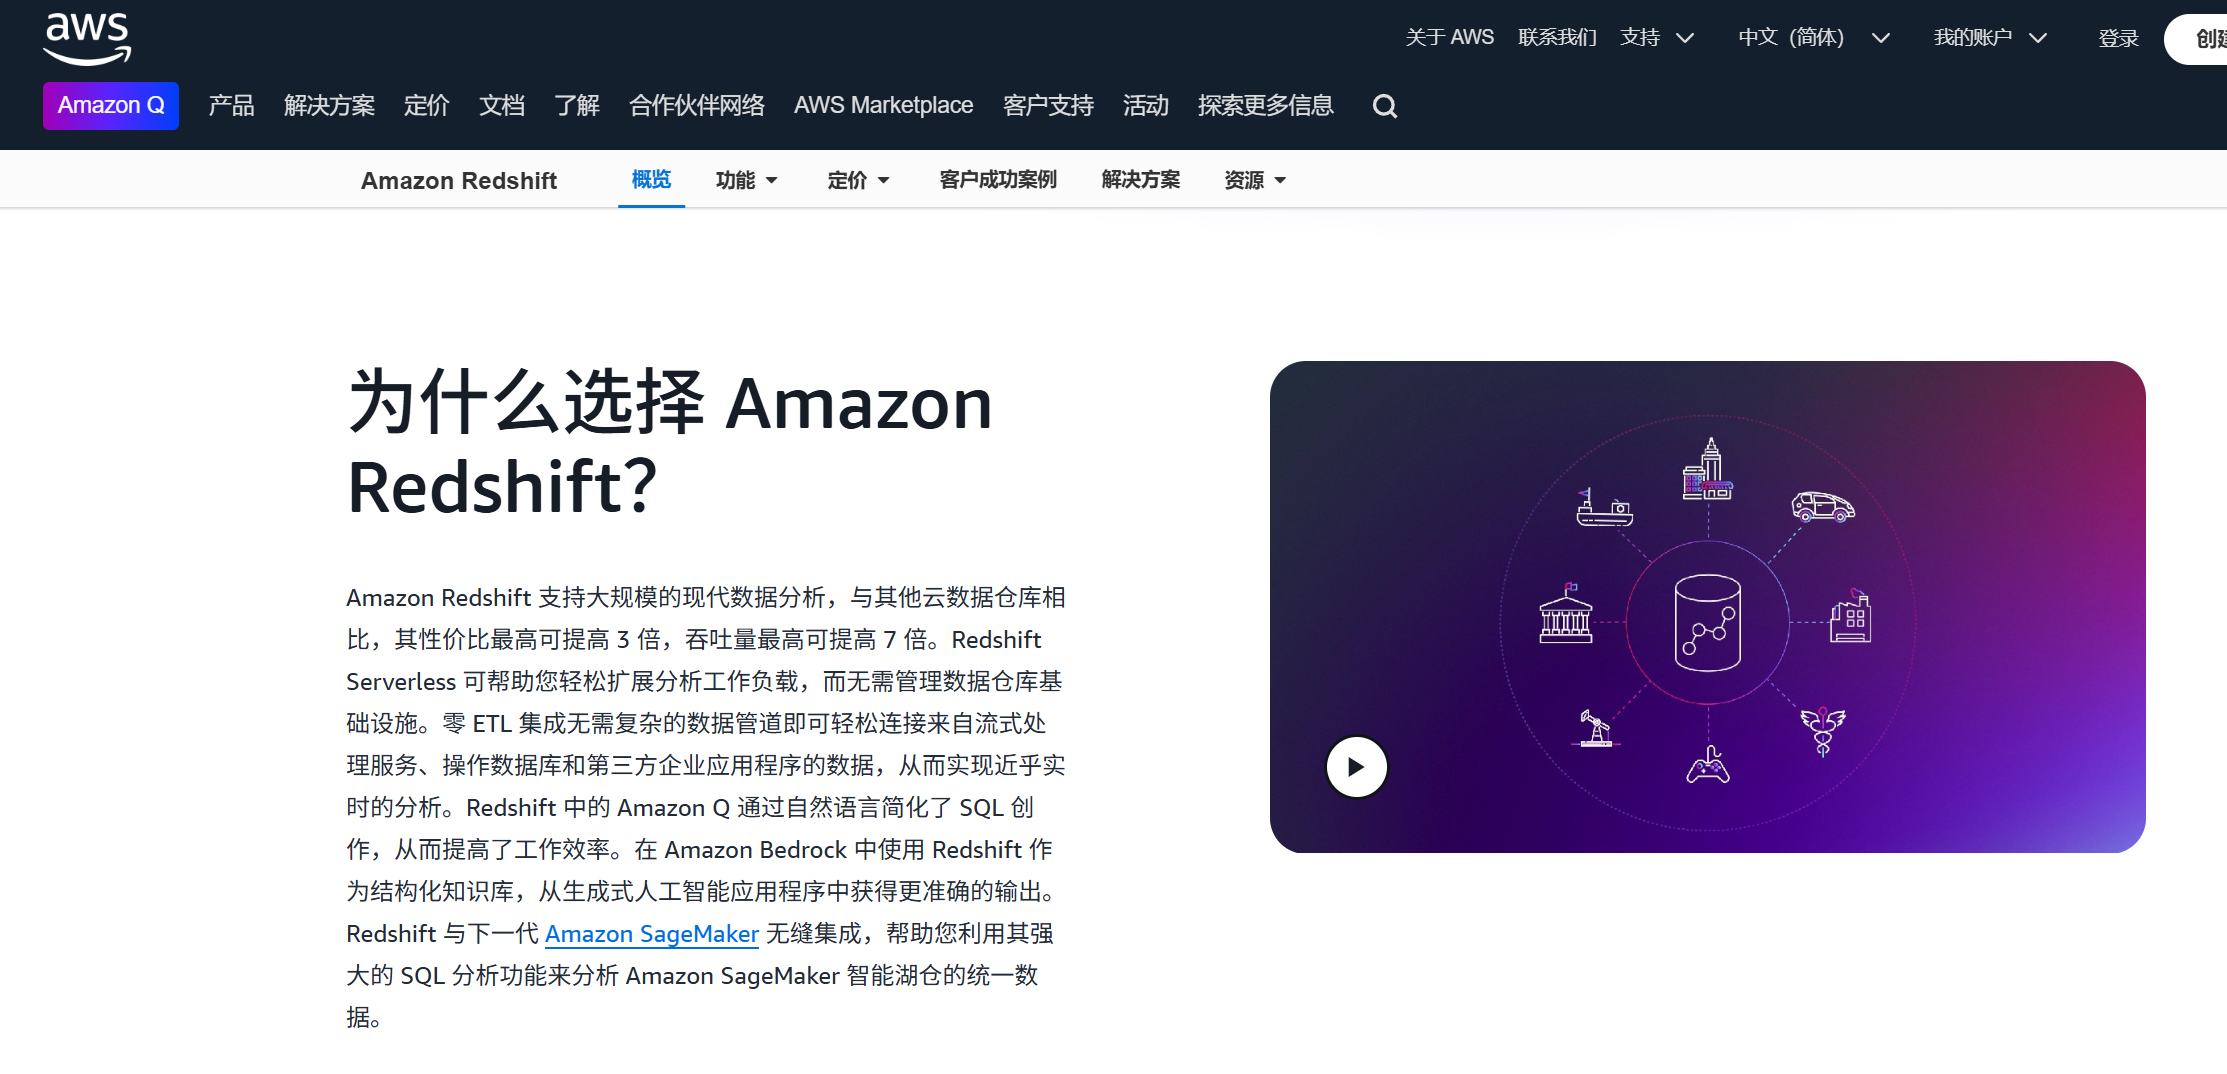 aws
关于 AWS 联系我们 支持 中文（简体） 我的账户 登录 创建
Amazon Q 产品 解决方案 定价 文档 了解 合作伙伴网络 AWS Marketplace 客户支持 活动 探索更多信息
Amazon Redshift 概览 功能 定价 客户成功案例 解决方案 资源
为什么选择 Amazon
Redshift？
Amazon Redshift 支持大规模的现代数据分析，与其他云数据仓库相
比，其性价比最高可提高 3 倍，吞吐量最高可提高 7 倍。Redshift
Serverless 可帮助您轻松扩展分析工作负载，而无需管理数据仓库基
础设施。零 ETL 集成无需复杂的数据管道即可轻松连接来自流式处
理服务、操作数据库和第三方企业应用程序的数据，从而实现近乎实
时的分析。Redshift 中的 Amazon Q 通过自然语言简化了 SQL 创
作，从而提高了工作效率。在 Amazon Bedrock 中使用 Redshift 作
为结构化知识库，从生成式人工智能应用程序中获得更准确的输出。
Redshift 与下一代 Amazon SageMaker 无缝集成，帮助您利用其强
大的 SQL 分析功能来分析 Amazon SageMaker 智能湖仓的统一数
据。